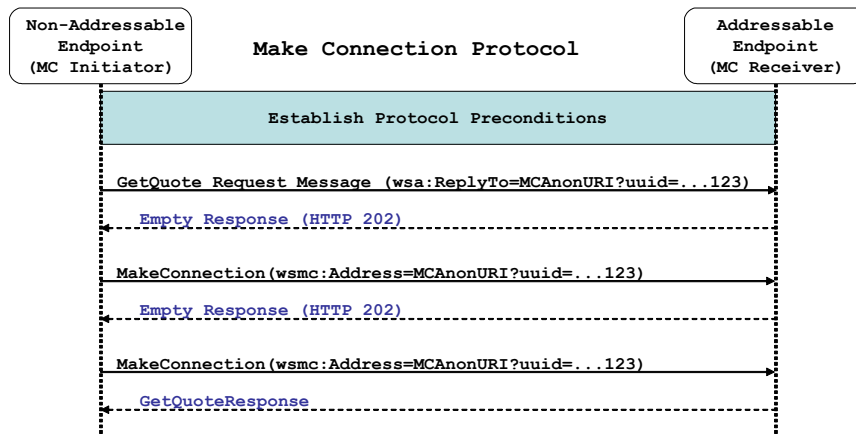 Non-Addressable
Endpoint
(MC Initiator)
Make Connection Protocol
Addressable
Endpoint
(MC Receiver)
Establish Protocol Preconditions
GetQuote Request Message (wsa:ReplyTo=MCAnonURI?uuid=...123)
Empty Response (HTTP 202)
MakeConnection(wsmc:Address=MCAnonURI?uuid=...123)
Empty Response (HTTP 202)
MakeConnection(wsmc:Address=MCAnonURI?uuid=...123)
GetQuoteResponse